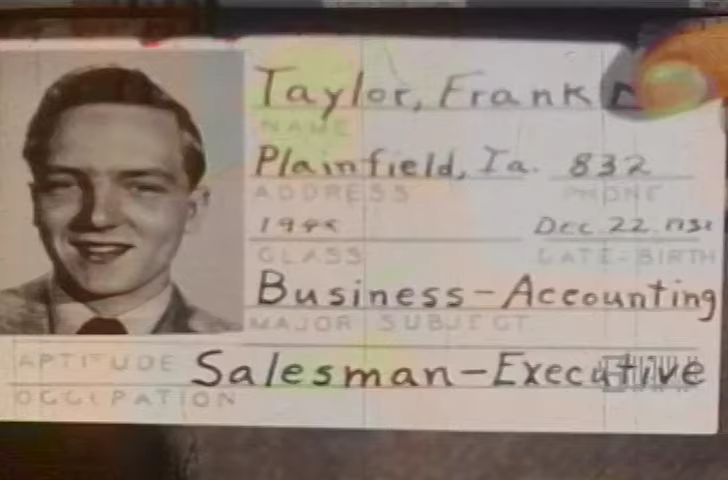 Taylor, Frank
NAME
Plainfield, Ia. 832
ADDRESS PHONE
Dec. 22
CLASS DATE-BIRTH
Business-Accounting
MAJOR SUBJECT
APTITUDE Salesman-Executive
OCCUPATION